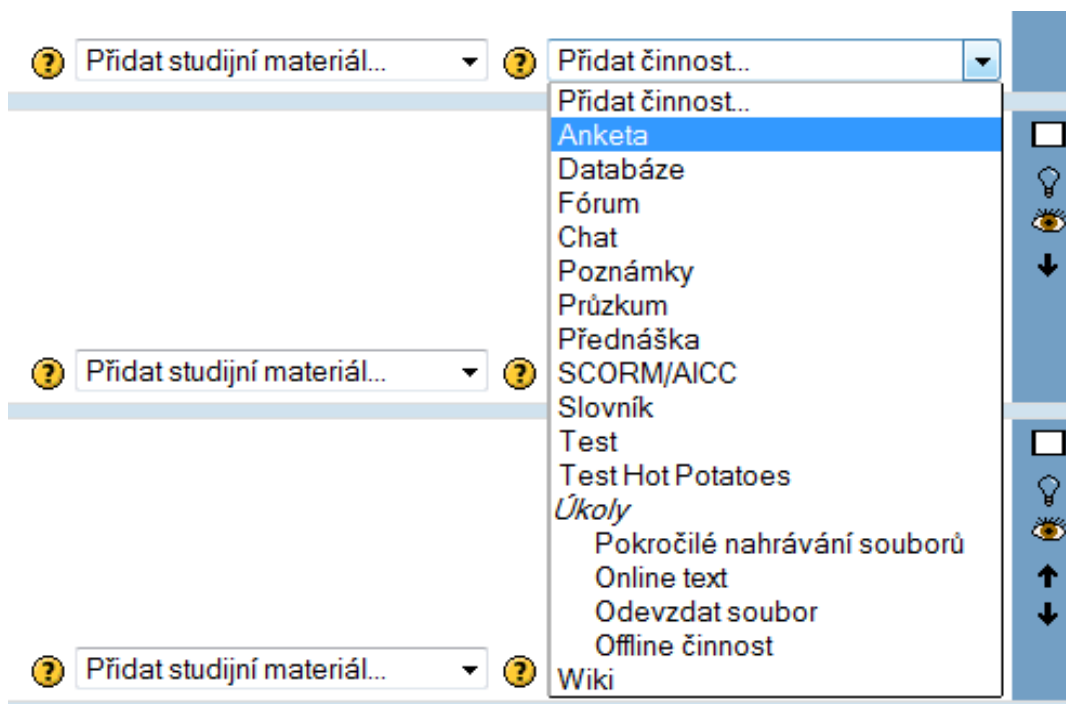 Přidat studijní materiál... Přidat činnost...
Přidat činnost...
Anketa
Databáze
Fórum
Chat
Poznámky
Průzkum
Přednáška
Přidat studijní materiál... SCORM/AICC
Slovník
Test
Test Hot Potatoes
Úkoly
Pokročilé nahrávání souborů
Online text
Odevzdat soubor
Offline činnost
Přidat studijní materiál... Wiki